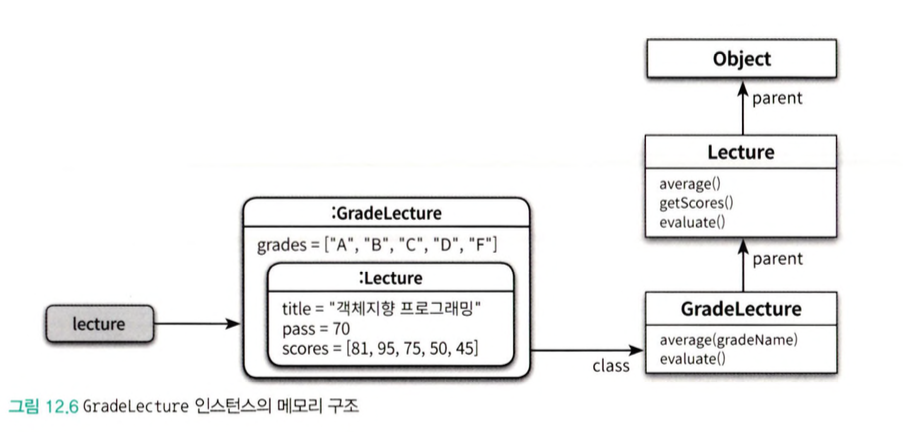 Object
parent
Lecture
average()
getScores()
evaluate()
parent
GradeLecture
average(gradeName)
evaluate()
class
:GradeLecture
grades = ["A", "B", "C", "D", "F"]
:Lecture
title = "객체지향 프로그래밍"
pass = 70
scores = [81, 95, 75, 50, 45]
lecture
그림 12.6 GradeLecture 인스턴스의 메모리 구조